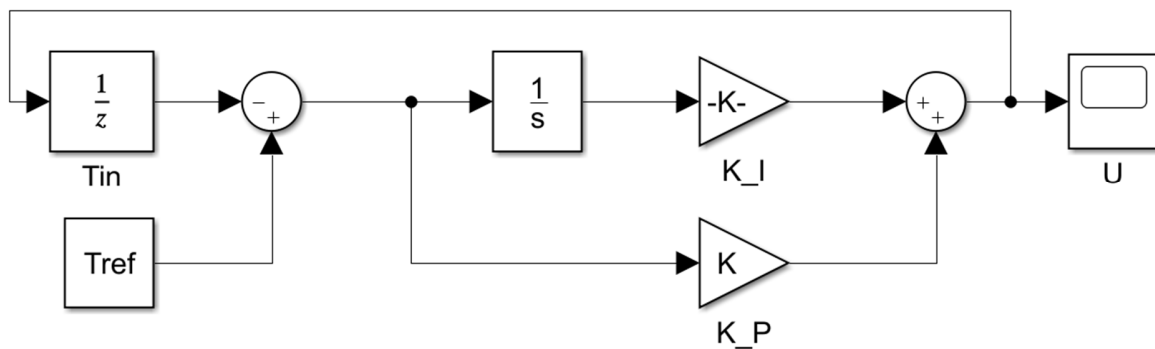 1
z
Tin
−
+
1
s
-K-
K_I
+
+
U
Tref
K
K_P